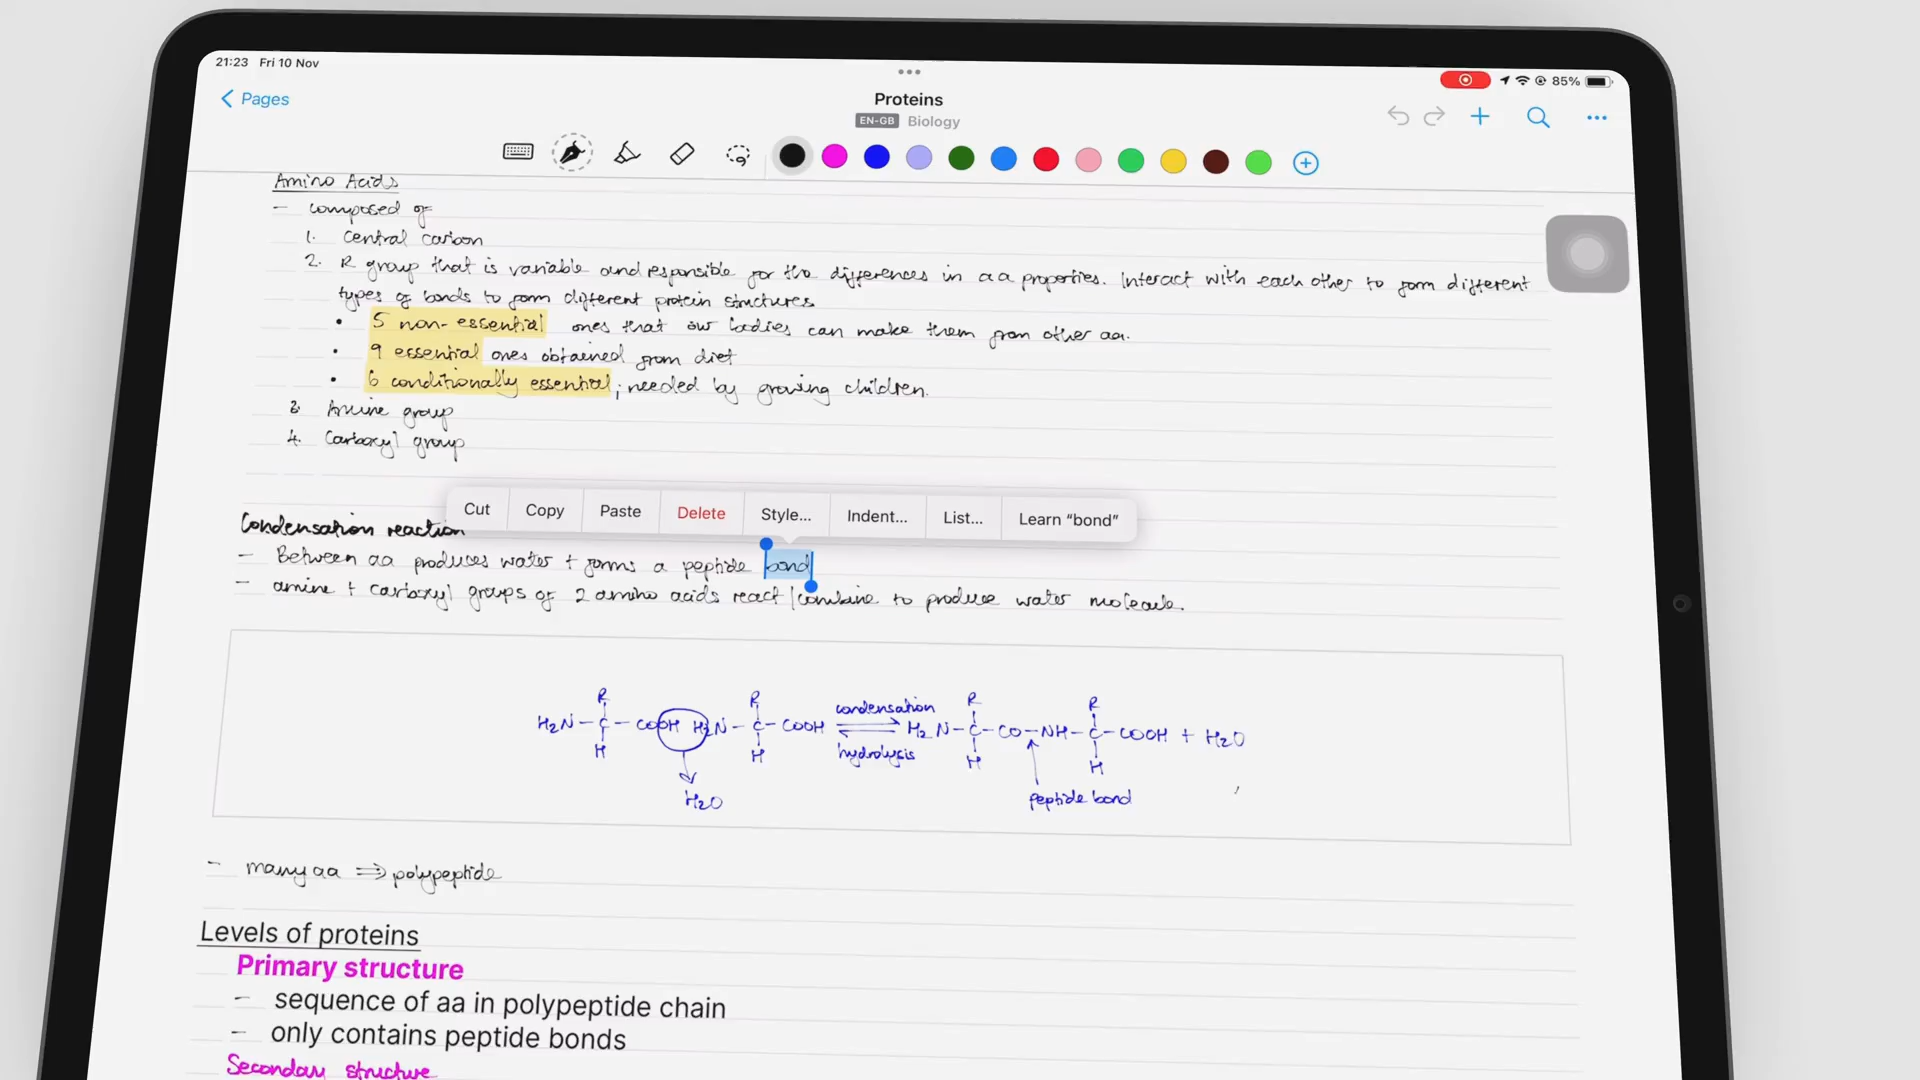 21:23 Fri 10 Nov
85%
Pages
Proteins
EN-GB Biology
Amino Acids
- composed of
1. Central carbon
2. R group that is variable and responsible for the differences in aa properties. Interact with each other to form different
types of bonds to form different protein structures
• 5 non-essential ones that our bodies can make them from other aa.
• 9 essential ones obtained from diet
• 6 conditionally essential; needed by growing children.
3. Amine group
4. Carboxyl group
Cut Copy Paste Delete Style... Indent... List... Learn "bond"
Condensation reaction
- Between aa produces water + forms a peptide bond
- amine + carboxyl groups of 2 amino acids react/combine to produce water molecule.
R R R R
H₂N-C-COOH H₂N-C-COOH condensation hydrolysis H₂N-C-CO-NH-C-COOH + H₂O
H H H H
H₂O peptide bond
- many aa ⇒ polypeptide
Levels of proteins
Primary structure
- sequence of aa in polypeptide chain
- only contains peptide bonds
Secondary structure